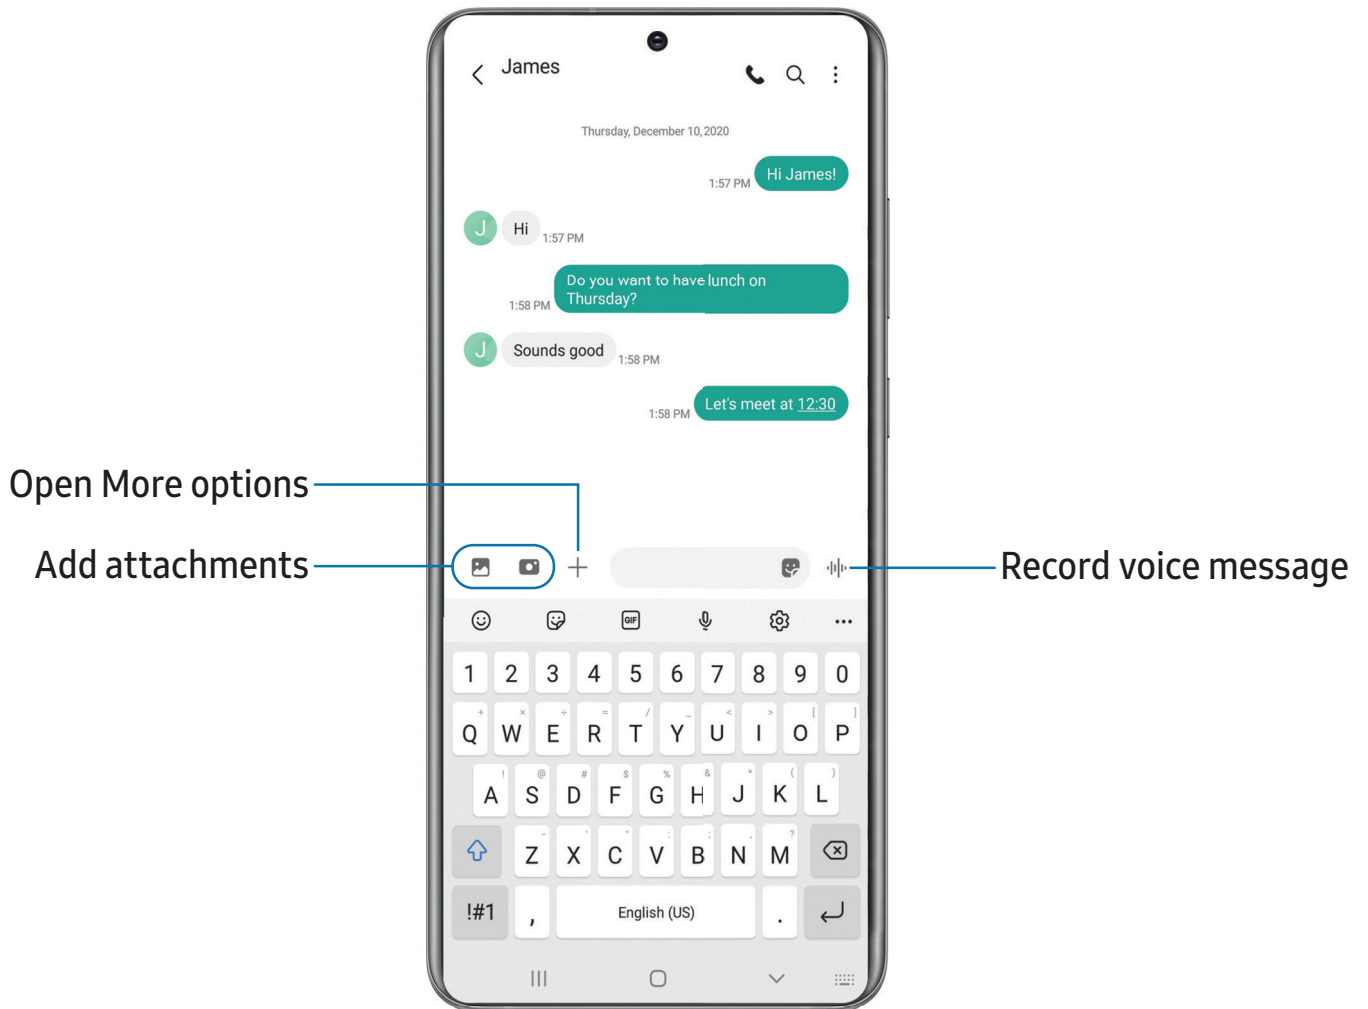 James
Thursday, December 10, 2020
Hi James!
1:57 PM
J
Hi
1:57 PM
Do you want to have lunch on
Thursday?
1:58 PM
J
Sounds good
1:58 PM
Let's meet at 12:30
1:58 PM
Open More options
Add attachments
Record voice message
GIF
1 2 3 4 5 6 7 8 9 0
+ × ÷ = / _ < > [ ]
Q W E R T Y U I O P
! @ # $ % & * ( )
A S D F G H J K L
- ' " : ; , ?
Z X C V B N M
!#1 , English (US) .